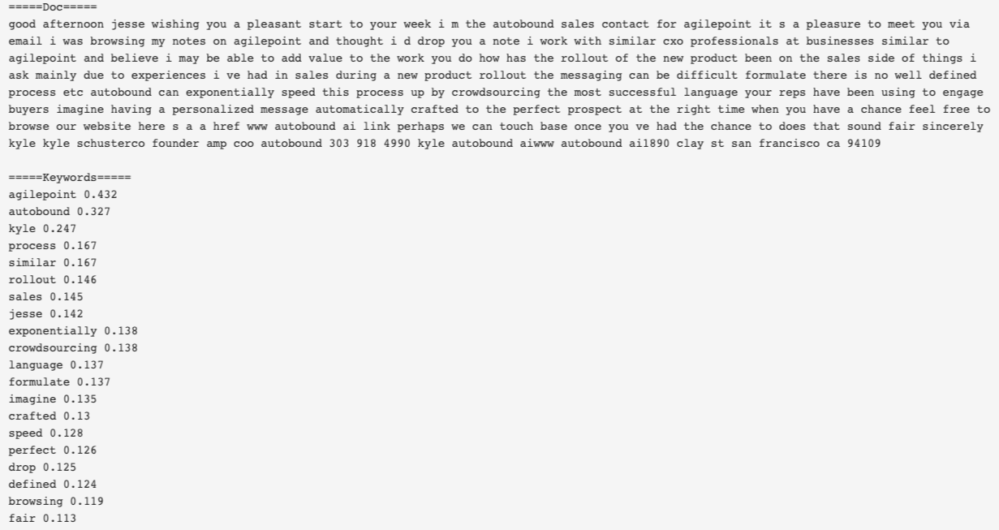 =====Doc=====
good afternoon jesse wishing you a pleasant start to your week i m the autobound sales contact for agilepoint it s a pleasure to meet you via
email i was browsing my notes on agilepoint and thought i d drop you a note i work with similar cxo professionals at businesses similar to
agilepoint and believe i may be able to add value to the work you do how has the rollout of the new product been on the sales side of things i
ask mainly due to experiences i ve had in sales during a new product rollout the messaging can be difficult formulate there is no well defined
process etc autobound can exponentially speed this process up by crowdsourcing the most successful language your reps have been using to engage
buyers imagine having a personalized message automatically crafted to the perfect prospect at the right time when you have a chance feel free to
browse our website here s a a href www autobound ai link perhaps we can touch base once you ve had the chance to does that sound fair sincerely
kyle kyle schusterco founder amp coo autobound 303 918 4990 kyle autobound aiwww autobound ai1890 clay st san francisco ca 94109
=====Keywords=====
agilepoint 0.432
autobound 0.327
kyle 0.247
process 0.167
similar 0.167
rollout 0.146
sales 0.145
jesse 0.142
exponentially 0.138
crowdsourcing 0.138
language 0.137
formulate 0.137
imagine 0.135
crafted 0.13
speed 0.128
perfect 0.126
drop 0.125
defined 0.124
browsing 0.119
fair 0.113